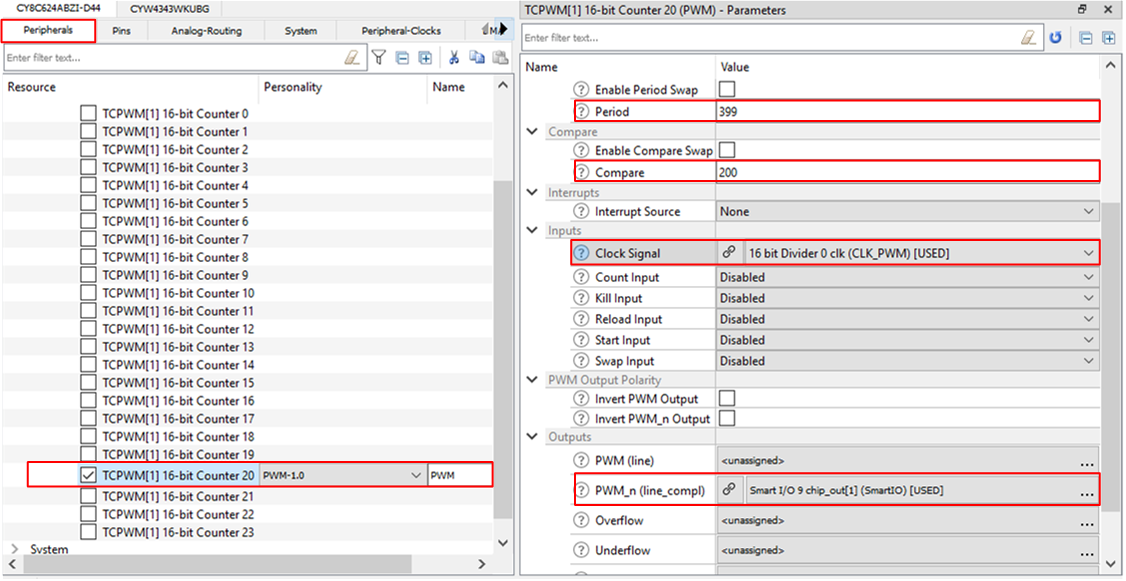 CY8C624ABZI-D44
CYW4343WKUBG
Peripherals
Pins
Analog-Routing
System
Peripheral-Clocks
Enter filter text...
Resource
Personality
Name
TCPWM[1] 16-bit Counter 0
TCPWM[1] 16-bit Counter 1
TCPWM[1] 16-bit Counter 2
TCPWM[1] 16-bit Counter 3
TCPWM[1] 16-bit Counter 4
TCPWM[1] 16-bit Counter 5
TCPWM[1] 16-bit Counter 6
TCPWM[1] 16-bit Counter 7
TCPWM[1] 16-bit Counter 8
TCPWM[1] 16-bit Counter 9
TCPWM[1] 16-bit Counter 10
TCPWM[1] 16-bit Counter 11
TCPWM[1] 16-bit Counter 12
TCPWM[1] 16-bit Counter 13
TCPWM[1] 16-bit Counter 14
TCPWM[1] 16-bit Counter 15
TCPWM[1] 16-bit Counter 16
TCPWM[1] 16-bit Counter 17
TCPWM[1] 16-bit Counter 18
TCPWM[1] 16-bit Counter 19
TCPWM[1] 16-bit Counter 20 PWM-1.0 PWM
TCPWM[1] 16-bit Counter 21
TCPWM[1] 16-bit Counter 22
TCPWM[1] 16-bit Counter 23
System
TCPWM[1] 16-bit Counter 20 (PWM) - Parameters
Enter filter text...
Name Value
Enable Period Swap
Period 399
Compare
Enable Compare Swap
Compare 200
Interrupts
Interrupt Source None
Inputs
Clock Signal 16 bit Divider 0 clk (CLK_PWM) [USED]
Count Input Disabled
Kill Input Disabled
Reload Input Disabled
Start Input Disabled
Swap Input Disabled
PWM Output Polarity
Invert PWM Output
Invert PWM_n Output
Outputs
PWM (line) <unassigned> ...
PWM_n (line_compl) Smart I/O 9 chip_out[1] (SmartIO) [USED] ...
Overflow <unassigned> ...
Underflow <unassigned> ...